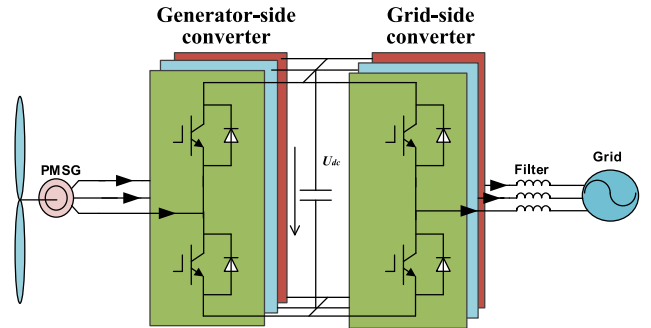 Generator-side
converter
Grid-side
converter
PMSG
Udc
Filter
Grid